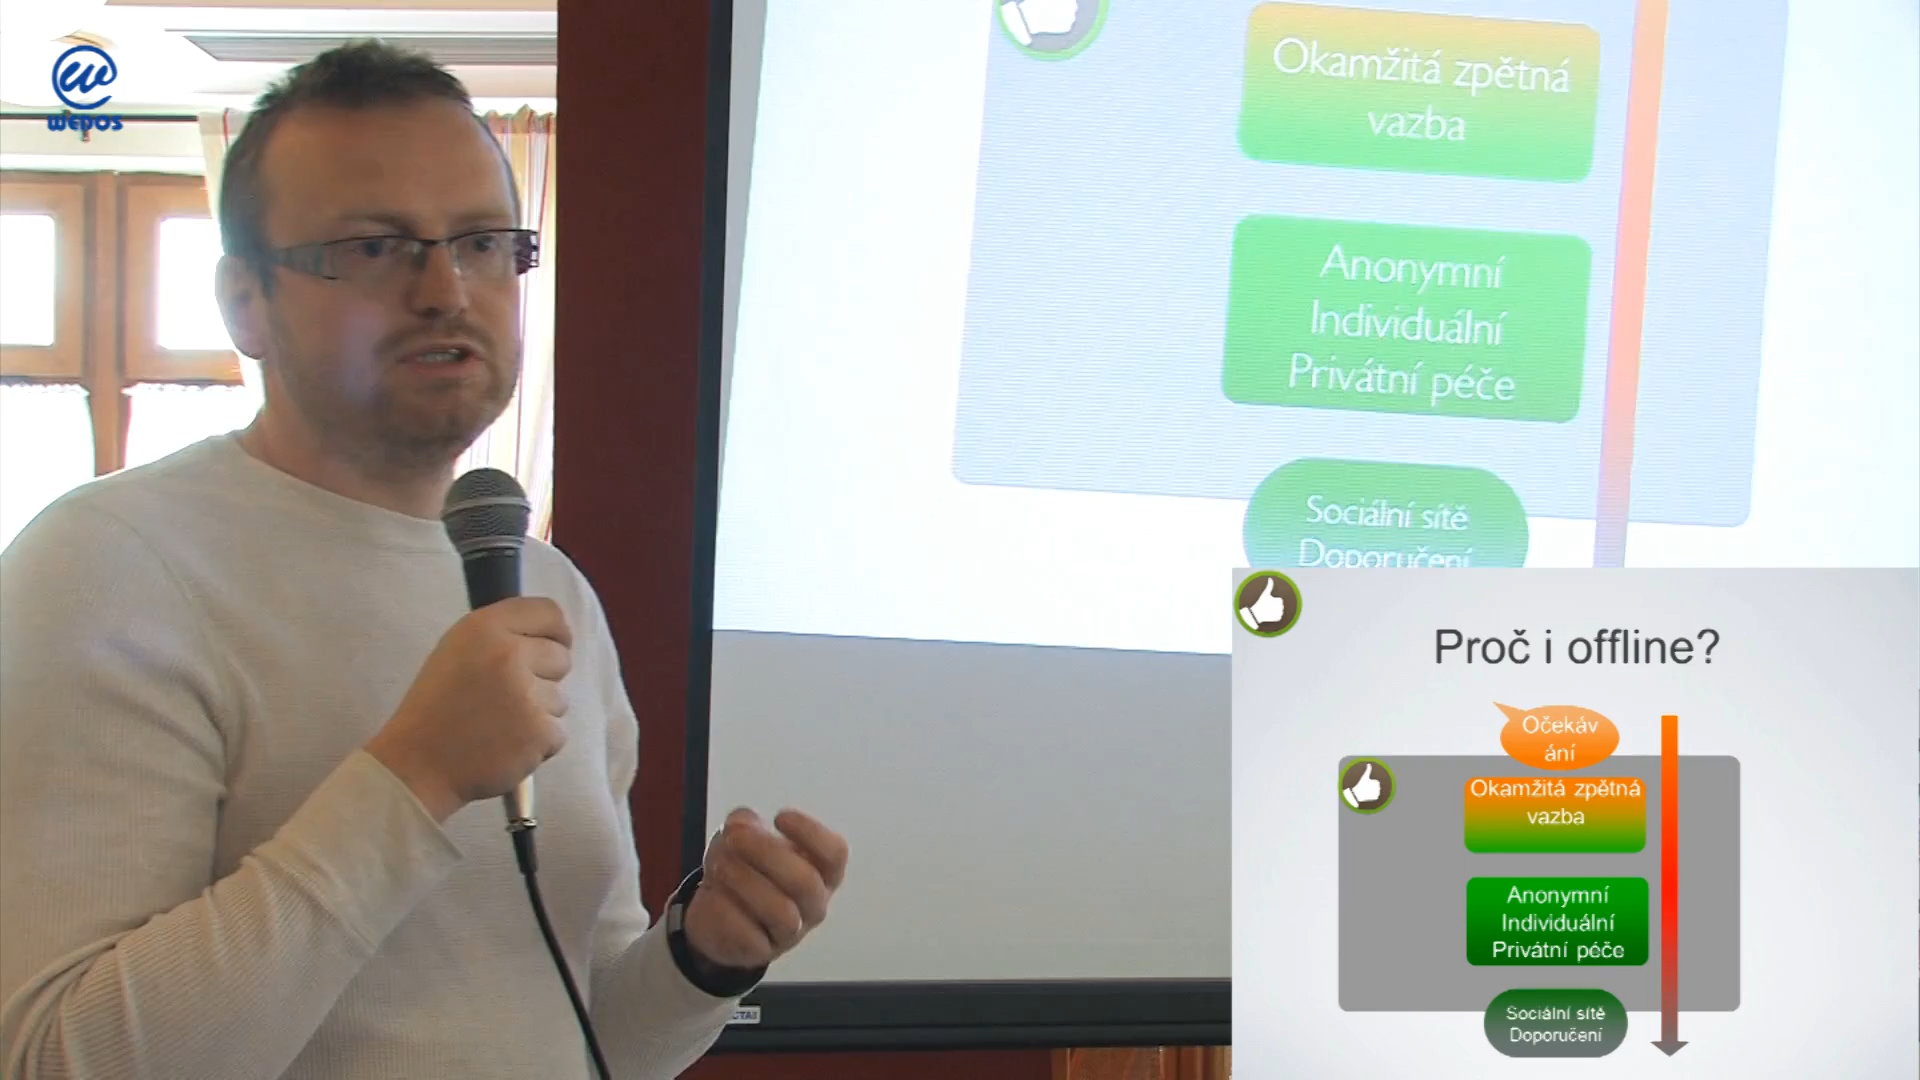 wepos
Okamžitá zpětná
vazba
Anonymní
Individuální
Privátní péče
Sociální sítě
Doporučení
Proč i offline?
Očekáv
ání
Okamžitá zpětná
vazba
Anonymní
Individuální
Privátní péče
Sociální sítě
Doporučení